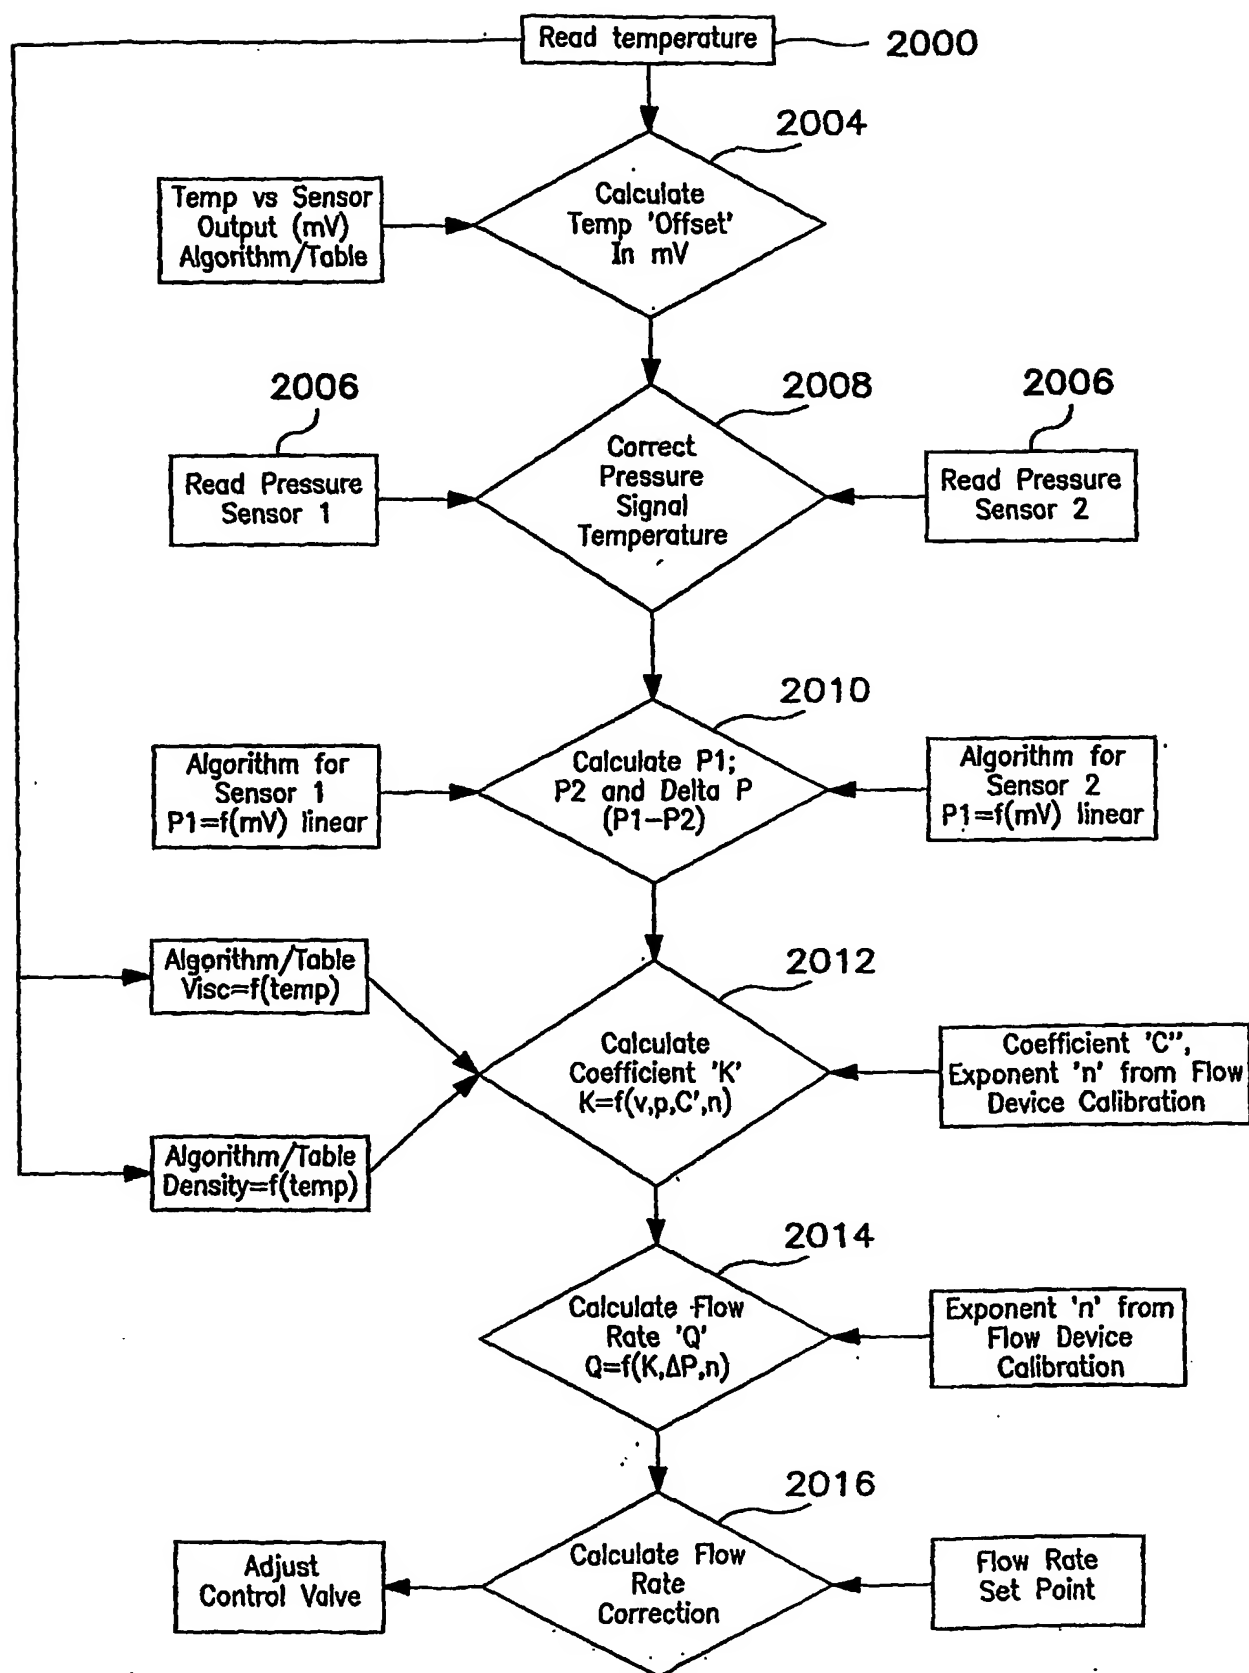 Read temperature
2000
2004
Temp vs Sensor
Output (mV)
Algorithm/Table
Calculate
Temp 'Offset'
In mV
2006
2008
2006
Read Pressure
Sensor 1
Correct
Pressure
Signal
Temperature
Read Pressure
Sensor 2
2010
Algorithm for
Sensor 1
P1=f(mV) linear
Calculate P1;
P2 and Delta P
(P1-P2)
Algorithm for
Sensor 2
P1=f(mV) linear
2012
Algorithm/Table
Visc=f(temp)
Calculate
Coefficient 'K'
K=f(v,p,C',n)
Coefficient 'C'',
Exponent 'n' from Flow
Device Calibration
Algorithm/Table
Density=f(temp)
2014
Calculate Flow
Rate 'Q'
Q=f(K,ΔP,n)
Exponent 'n' from
Flow Device
Calibration
2016
Adjust
Control Valve
Calculate Flow
Rate
Correction
Flow Rate
Set Point